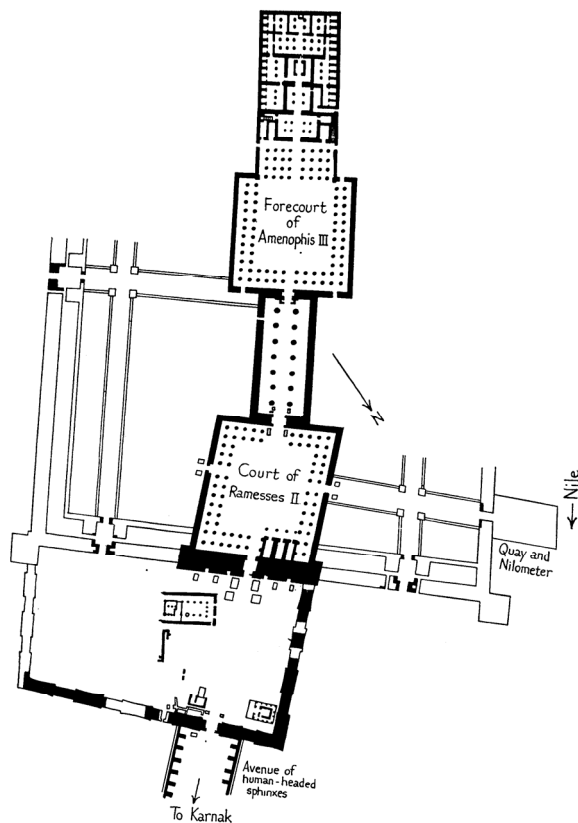 Forecourt
of
Amenophis III
N
Court of
Ramesses II
Nile
Quay and
Nilometer
Avenue of
human-headed
sphinxes
To Karnak